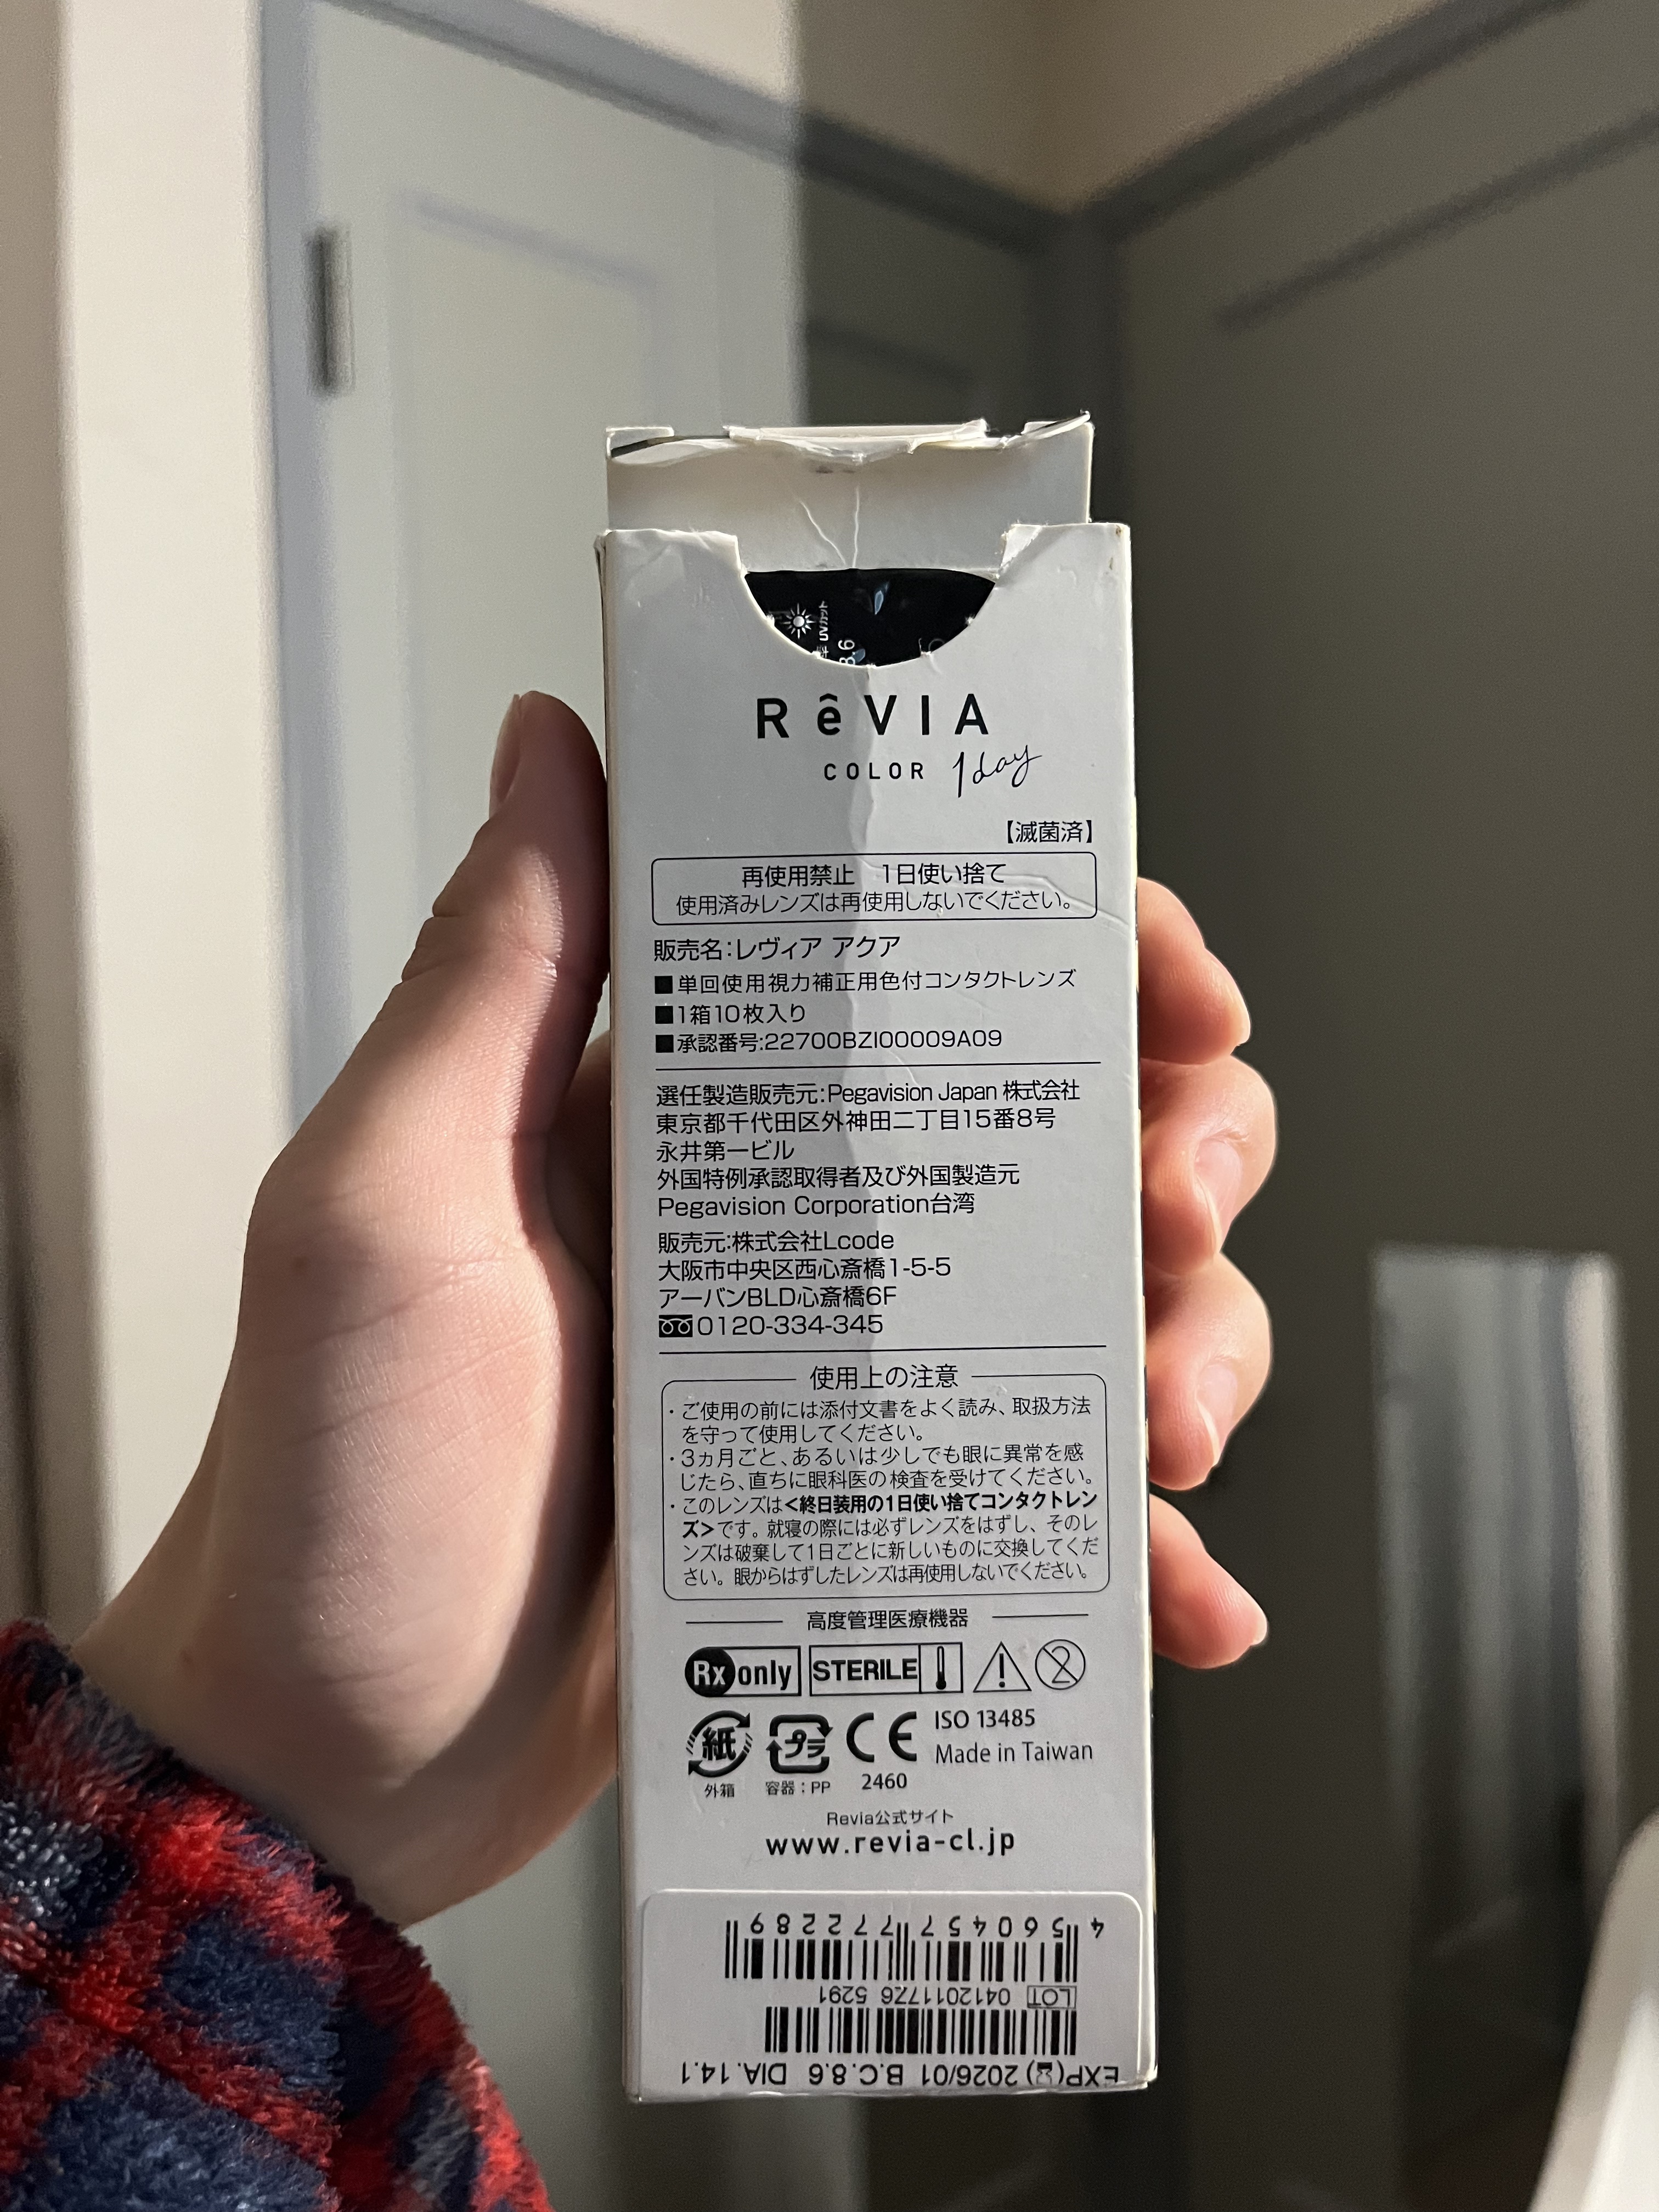 UVカット
8.6
RêVIA
COLOR 1day
【滅菌済】
再使用禁止 1日使い捨て
使用済みレンズは再使用しないでください。
販売名:レヴィア アクア
■単回使用視力補正用色付コンタクトレンズ
■1箱10枚入り
■承認番号:22700BZI00009A09
選任製造販売元:Pegavision Japan 株式会社
東京都千代田区外神田二丁目15番8号
永井第一ビル
外国特例承認取得者及び外国製造元
Pegavision Corporation台湾
販売元:株式会社Lcode
大阪市中央区西心斎橋1-5-5
アーバンBLD心斎橋6F
0120-334-345
使用上の注意
・ご使用の前には添付文書をよく読み、取扱方法
を守って使用してください。
・3ヵ月ごと、あるいは少しでも眼に異常を感
じたら、直ちに眼科医の検査を受けてください。
・このレンズは<終日装用の1日使い捨てコンタクトレン
ズ>です。就寝の際には必ずレンズをはずし、そのレ
ンズは破棄して1日ごとに新しいものに交換してくだ
さい。眼からはずしたレンズは再使用しないでください。
高度管理医療機器
Rx only STERILE ! 2
紙 プラ CE ISO 13485
Made in Taiwan
外箱 容器:PP 2460
Revia公式サイト
www.revia-cl.jp
EXP 2026/01 B.C.8.6 DIA.14.1
LOT 0412011726 5291
4 560457 772289